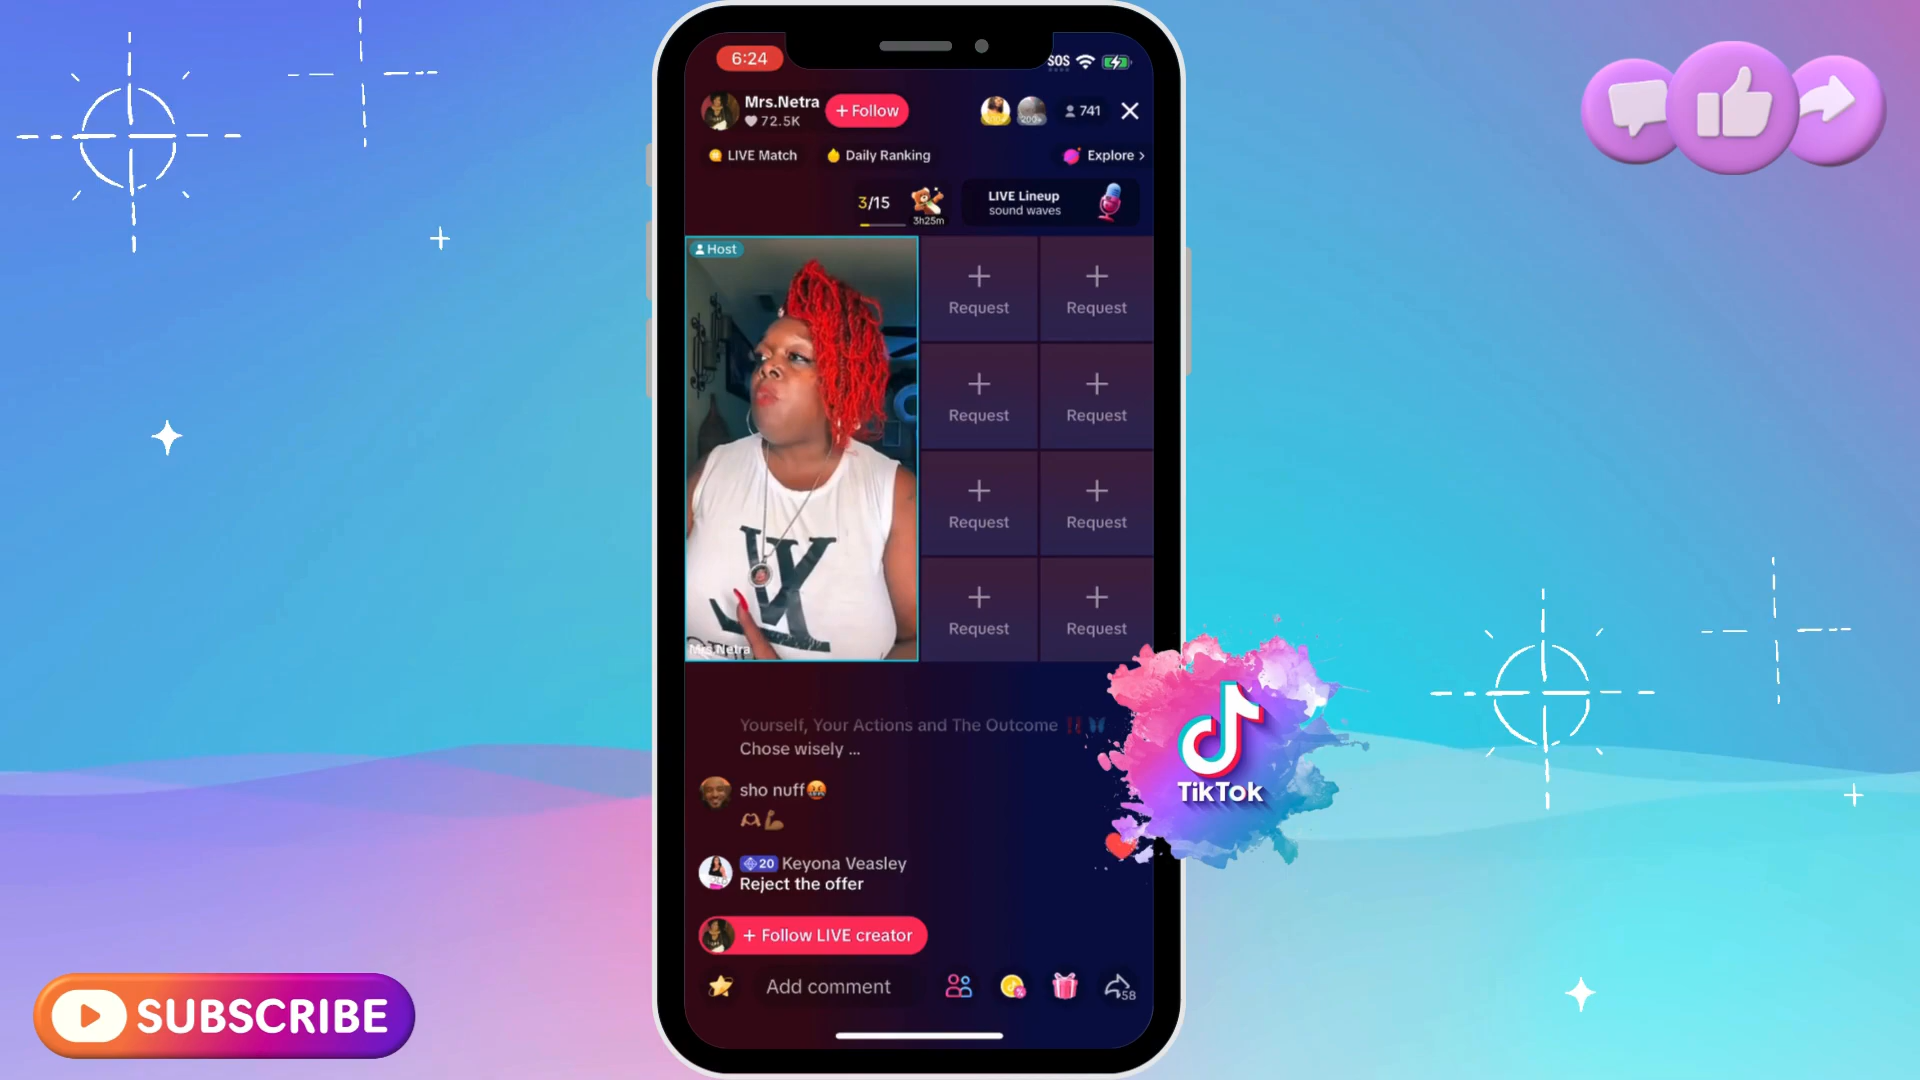 6:24
SOS
Mrs.Netra
72.5K
+ Follow
200+
741
LIVE Match
Daily Ranking
Explore >
3/15
3h25m
LIVE Lineup
sound waves
Host
+ Request
+ Request
+ Request
+ Request
+ Request
+ Request
+ Request
+ Request
Mrs.Netra
Yourself, Your Actions and The Outcome ‼️🦋
Chose wisely ...
sho nuff🤬
🫶🏾💪🏾
20 Keyona Veasley
Reject the offer
+ Follow LIVE creator
Add comment
58
TikTok
SUBSCRIBE